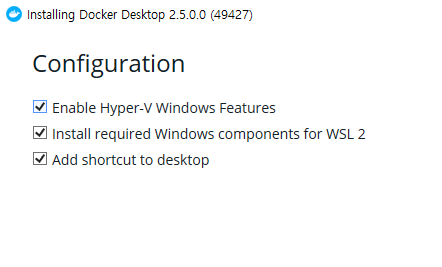 Installing Docker Desktop 2.5.0.0 (49427)
Configuration
Enable Hyper-V Windows Features
Install required Windows components for WSL 2
Add shortcut to desktop